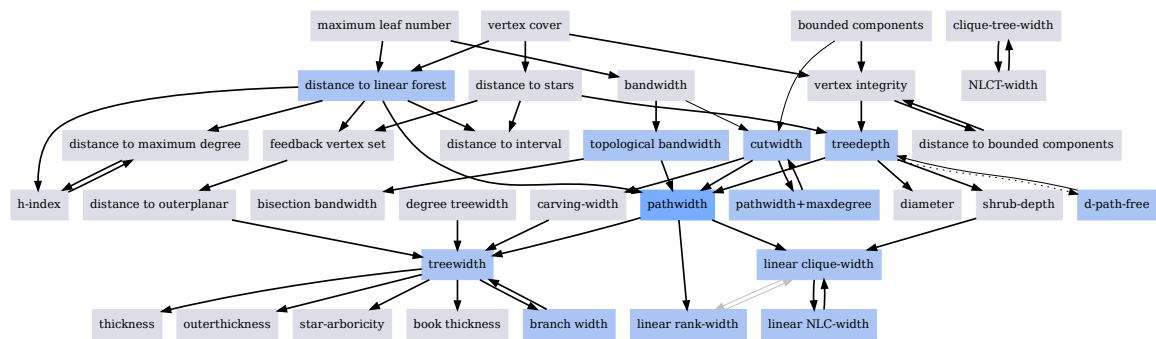 maximum leaf number
vertex cover
bounded components
clique-tree-width
distance to linear forest
distance to stars
bandwidth
vertex integrity
NLCT-width
distance to maximum degree
feedback vertex set
distance to interval
topological bandwidth
cutwidth
treedepth
distance to bounded components
h-index
distance to outerplanar
bisection bandwidth
degree treewidth
carving-width
pathwidth
pathwidth+maxdegree
diameter
shrub-depth
d-path-free
treewidth
linear clique-width
thickness
outerthickness
star-arboricity
book thickness
branch width
linear rank-width
linear NLC-width